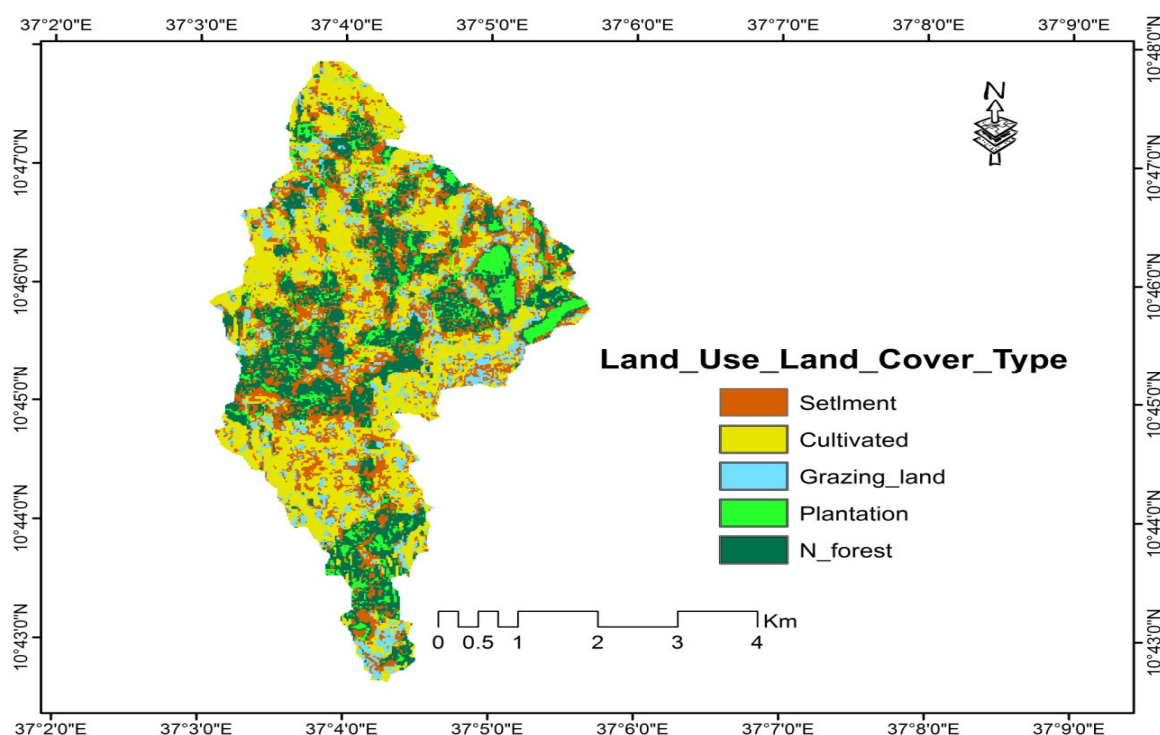 37°2'0"E 37°3'0"E 37°4'0"E 37°5'0"E 37°6'0"E 37°7'0"E 37°8'0"E 37°9'0"E
10°48'0"N
N
10°47'0"N 10°47'0"N
10°46'0"N 10°46'0"N
Land_Use_Land_Cover_Type
Setlment
10°45'0"N 10°45'0"N
Cultivated
Grazing_land
Plantation
10°44'0"N 10°44'0"N
N_forest
Km
0 0.5 1 2 3 4
10°43'0"N 10°43'0"N
37°2'0"E 37°3'0"E 37°4'0"E 37°5'0"E 37°6'0"E 37°7'0"E 37°8'0"E 37°9'0"E